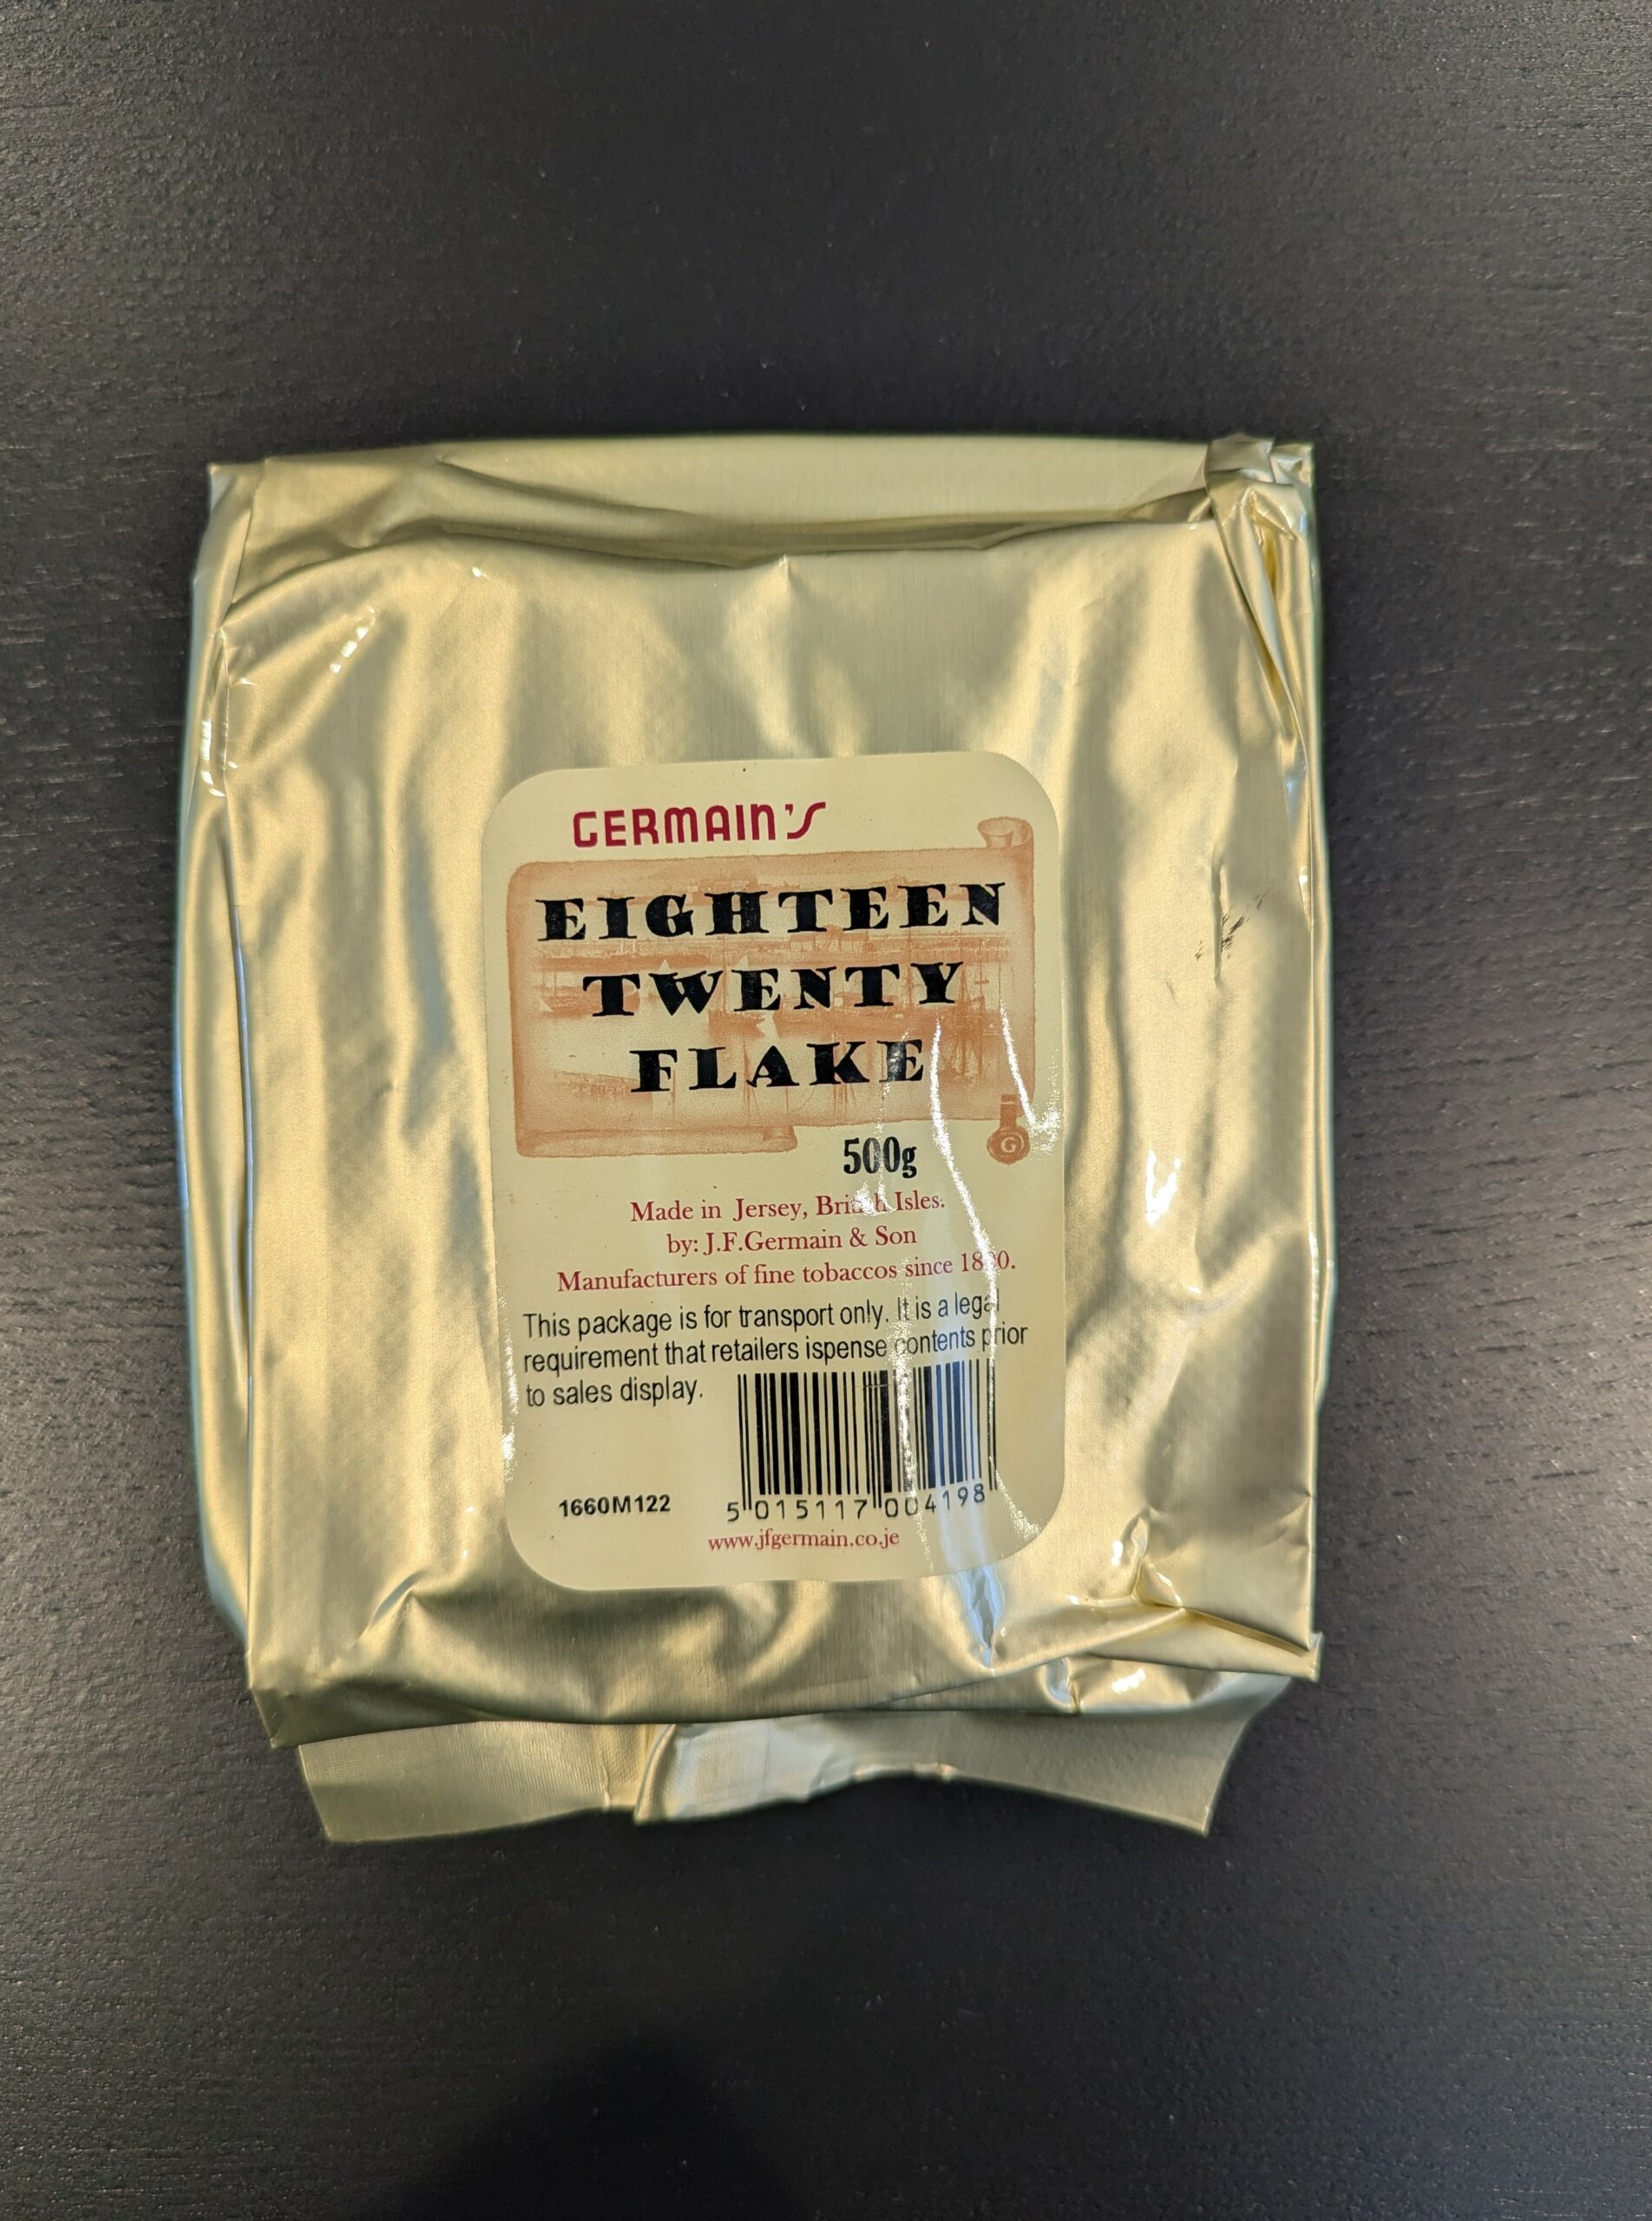 GERMAIN'S
EIGHTEEN
TWENTY
FLAKE
500g
G
Made in Jersey, British Isles.
by: J.F.Germain & Son
Manufacturers of fine tobaccos since
This package is for transport only. It is a legal
requirement that retailers ispense contents prior
to sales display.
1660M122
5 015117 004198
www.jfgermain.co.je